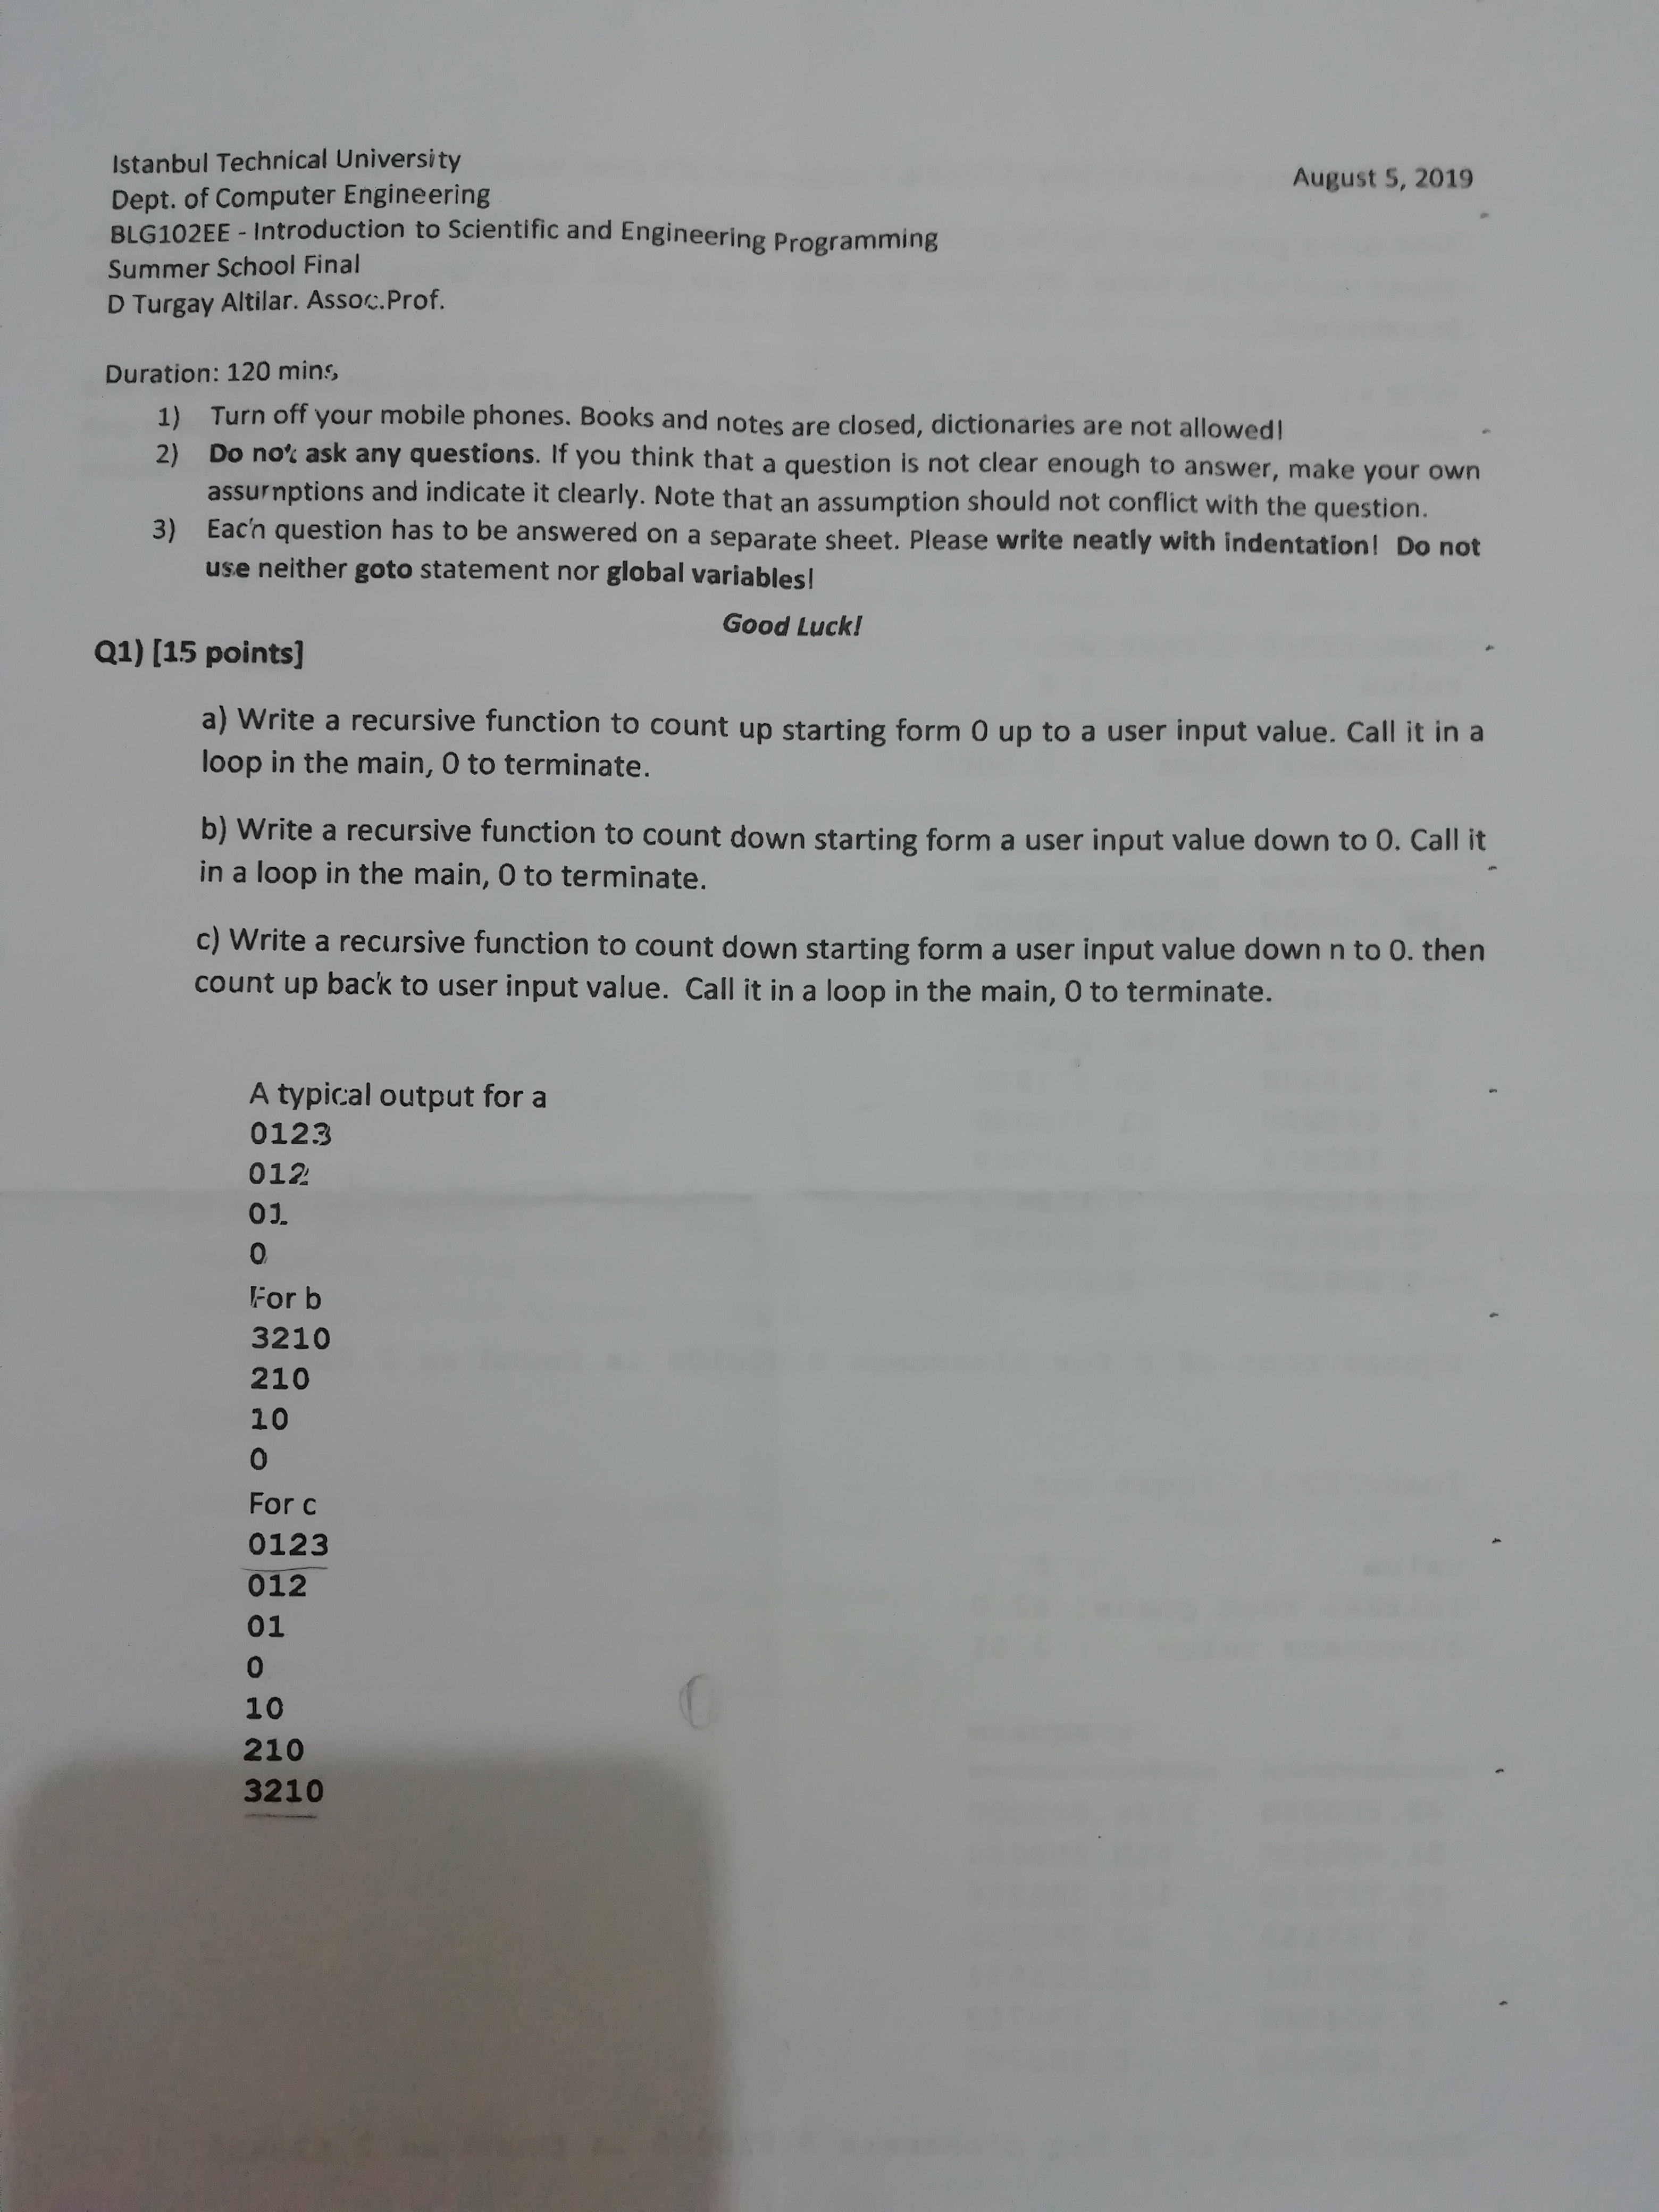 Istanbul Technical University
August 5, 2019
Dept. of Computer Engineering
BLG102EE - Introduction to Scientific and Engineering Programming
Summer School Final
D Turgay Altilar. Assoc.Prof.
Duration: 120 mins,
1) Turn off your mobile phones. Books and notes are closed, dictionaries are not allowed!
2) Do not ask any questions. If you think that a question is not clear enough to answer, make your own
assumptions and indicate it clearly. Note that an assumption should not conflict with the question.
3) Each question has to be answered on a separate sheet. Please write neatly with indentation! Do not
use neither goto statement nor global variables!
Good Luck!
Q1) [15 points]
a) Write a recursive function to count up starting form 0 up to a user input value. Call it in a
loop in the main, 0 to terminate.
b) Write a recursive function to count down starting form a user input value down to 0. Call it
in a loop in the main, 0 to terminate.
c) Write a recursive function to count down starting form a user input value down n to 0. then
count up back to user input value. Call it in a loop in the main, 0 to terminate.
A typical output for a
0123
012
01
0
For b
3210
210
10
0
For c
0123
012
01
0
10
210
3210